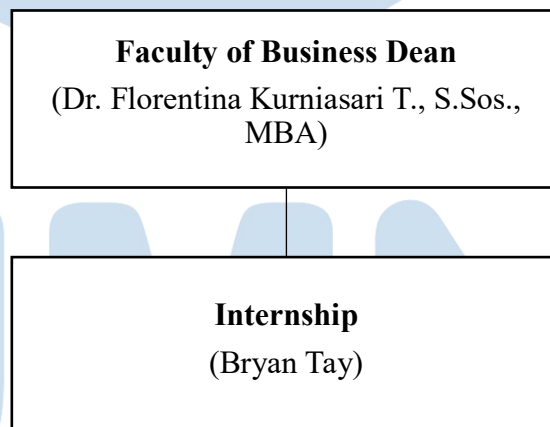 Faculty of Business Dean
(Dr. Florentina Kurniasari T., S.Sos.,
MBA)
Internship
(Bryan Tay)